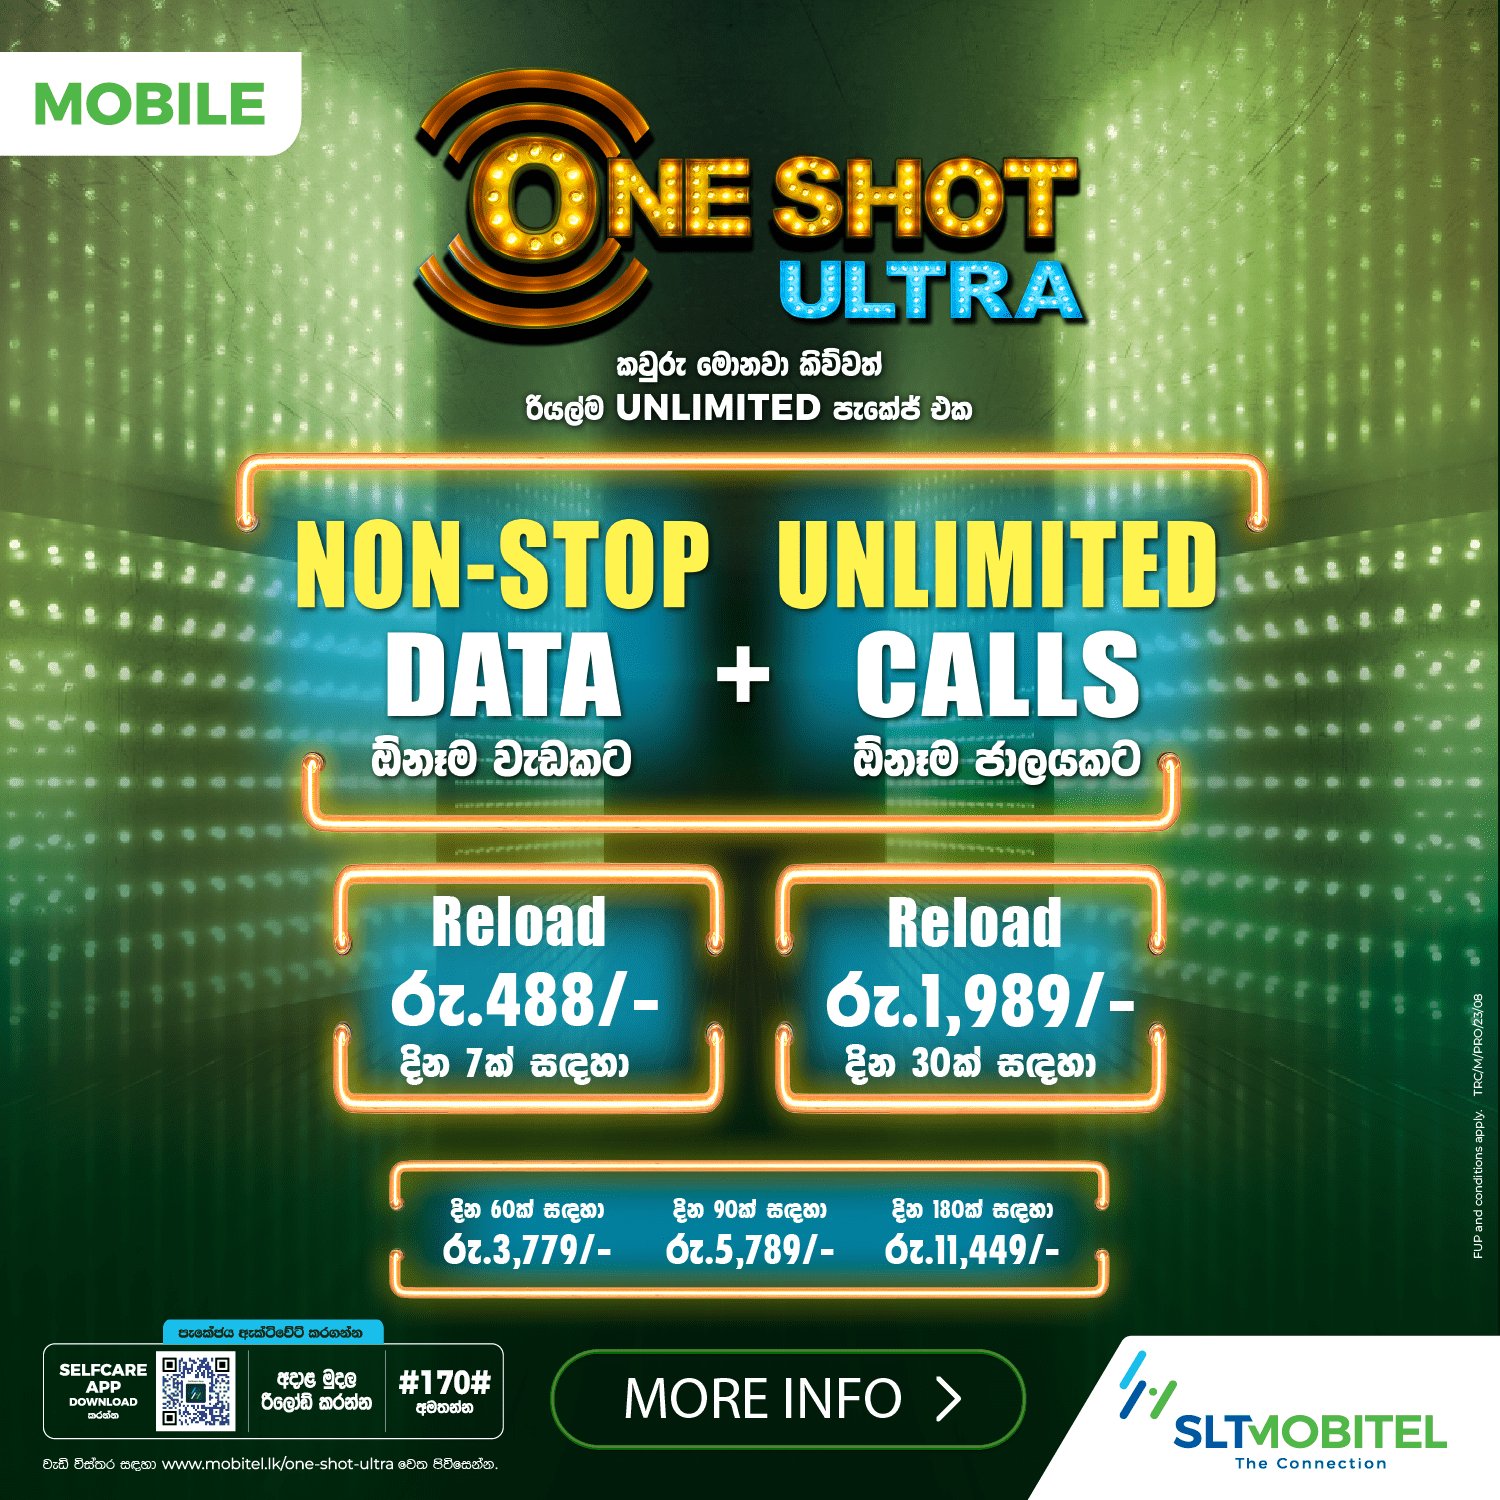 MOBILE
ONE SHOT
ULTRA
කවුරු මොනවා කිව්වත්
රියල්ම UNLIMITED පැකේජ් එක
NON-STOP
DATA
ඕනෑම වැඩකට
+
UNLIMITED
CALLS
ඕනෑම ජාලයකට
Reload
රු.488/-
දින 7ක් සඳහා
Reload
රු.1,989/-
දින 30ක් සඳහා
දින 60ක් සඳහා
රු.3,779/-
දින 90ක් සඳහා
රු.5,789/-
දින 180ක් සඳහා
රු.11,449/-
පැකේජය ඇක්ටිවේට් කරගන්න
SELFCARE
APP
DOWNLOAD
කරන්න
අදාළ මුදල
රීලෝඩ් කරන්න
#170#
අමතන්න
වැඩි විස්තර සඳහා www.mobitel.lk/one-shot-ultra වෙත පිවිසෙන්න.
MORE INFO
SLTMOBITEL
The Connection
FUP and conditions apply. TRC/M/PRO/23/08